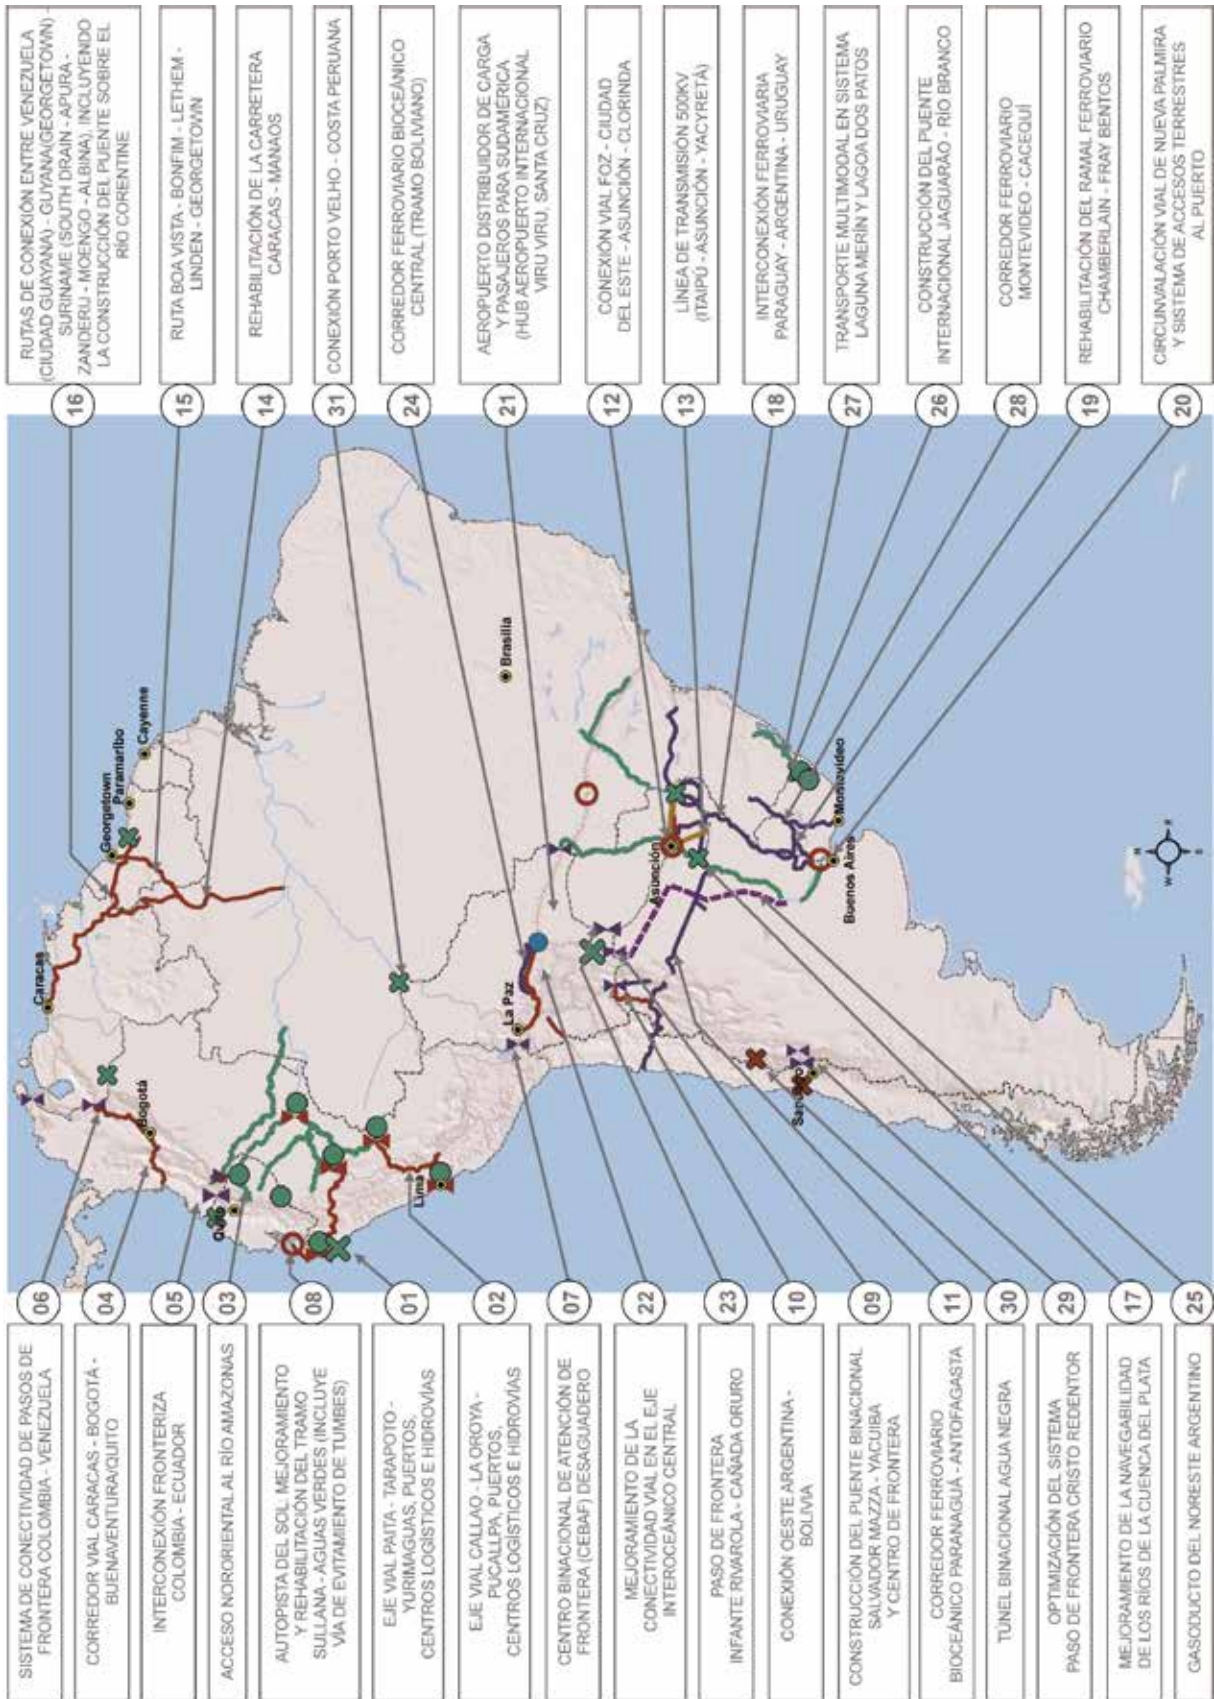 SISTEMA DE CONECTIVIDAD DE PASOS DE
FRONTERA COLOMBIA - VENEZUELA
06
CORREDOR VIAL CARACAS - BOGOTÁ -
BUENAVENTURA/QUITO
04
INTERCONEXIÓN FRONTERIZA
COLOMBIA - ECUADOR
05
ACCESO NORORIENTAL AL RÍO AMAZONAS
03
AUTOPISTA DEL SOL: MEJORAMIENTO
Y REHABILITACIÓN DEL TRAMO
SULLANA - AGUAS VERDES (INCLUYE
VÍA DE EVITAMIENTO DE TUMBES)
08
EJE VIAL PAITA - TARAPOTO -
YURIMAGUAS, PUERTOS,
CENTROS LOGÍSTICOS E HIDROVÍAS
01
EJE VIAL CALLAO - LA OROYA -
PUCALLPA, PUERTOS,
CENTROS LOGÍSTICOS E HIDROVÍAS
02
CENTRO BINACIONAL DE ATENCIÓN DE
FRONTERA (CEBAF) DESAGUADERO
07
MEJORAMIENTO DE LA
CONECTIVIDAD VIAL EN EL EJE
INTEROCEÁNICO CENTRAL
22
PASO DE FRONTERA
INFANTE RIVAROLA - CAÑADA ORURO
23
CONEXIÓN OESTE ARGENTINA -
BOLIVIA
10
CONSTRUCCIÓN DEL PUENTE BINACIONAL
SALVADOR MAZZA - YACUIBA
Y CENTRO DE FRONTERA
09
CORREDOR FERROVIARIO
BIOCEÁNICO PARANAGUÁ - ANTOFAGASTA
11
TÚNEL BINACIONAL AGUA NEGRA
30
OPTIMIZACIÓN DEL SISTEMA
PASO DE FRONTERA CRISTO REDENTOR
29
MEJORAMIENTO DE LA NAVEGABILIDAD
DE LOS RÍOS DE LA CUENCA DEL PLATA
17
GASODUCTO DEL NORESTE ARGENTINO
25
Caracas
Bogotá
Quito
Lima
La Paz
Georgetown
Paramaribo
Cayenne
Brasilia
Asunción
Santiago
Buenos Aires
Montevideo
N
W
E
S
RUTAS DE CONEXIÓN ENTRE VENEZUELA
(CIUDAD GUAYANA) - GUYANA(GEORGETOWN) -
SURINAME (SOUTH DRAIN - APURA -
ZANDERIJ - MOENGO - ALBINA), INCLUYENDO
LA CONSTRUCCIÓN DEL PUENTE SOBRE EL
RÍO CORENTINE
16
RUTA BOA VISTA - BONFIM - LETHEM -
LINDEN - GEORGETOWN
15
REHABILITACIÓN DE LA CARRETERA
CARACAS - MANAOS
14
CONEXIÓN PORTO VELHO - COSTA PERUANA
31
CORREDOR FERROVIARIO BIOCEÁNICO
CENTRAL (TRAMO BOLIVIANO)
24
AEROPUERTO DISTRIBUIDOR DE CARGA
Y PASAJEROS PARA SUDAMÉRICA
(HUB AEROPUERTO INTERNACIONAL
VIRU VIRU, SANTA CRUZ)
21
CONEXIÓN VIAL FOZ - CIUDAD
DEL ESTE - ASUNCIÓN - CLORINDA
12
LÍNEA DE TRANSMISIÓN 500KV
(ITAIPÚ - ASUNCIÓN - YACYRETÁ)
13
INTERCONEXIÓN FERROVIARIA
PARAGUAY - ARGENTINA - URUGUAY
18
TRANSPORTE MULTIMODAL EN SISTEMA
LAGUNA MERÍN Y LAGOA DOS PATOS
27
CONSTRUCCIÓN DEL PUENTE
INTERNACIONAL JAGUARÃO - RÍO BRANCO
26
CORREDOR FERROVIARIO
MONTEVIDEO - CACEQUÍ
28
REHABILITACIÓN DEL RAMAL FERROVIARIO
CHAMBERLAIN - FRAY BENTOS
19
CIRCUNVALACIÓN VIAL DE NUEVA PALMIRA
Y SISTEMA DE ACCESOS TERRESTRES
AL PUERTO
20